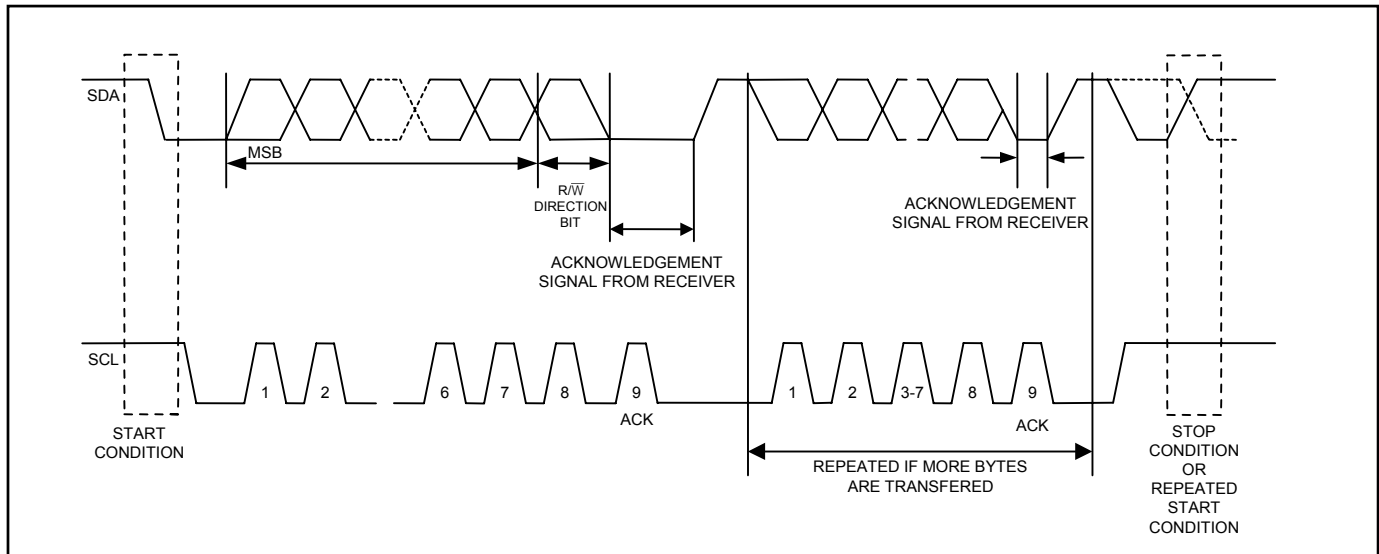 SDA
MSB
R/W̅
DIRECTION
BIT
ACKNOWLEDGEMENT
SIGNAL FROM RECEIVER
ACKNOWLEDGEMENT
SIGNAL FROM RECEIVER
SCL
1 2 6 7 8 9 1 2 3-7 8 9
ACK ACK
START
CONDITION
REPEATED IF MORE BYTES
ARE TRANSFERED
STOP
CONDITION
OR
REPEATED
START
CONDITION